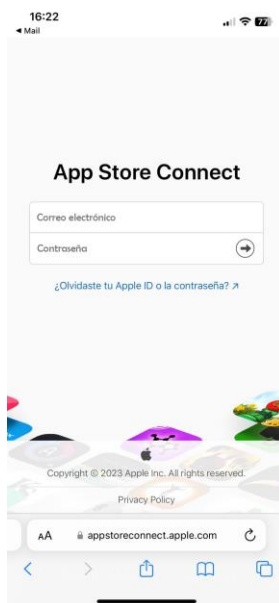 16:22
◀ Mail
77
App Store Connect
Correo electrónico
Contraseña
¿Olvidaste tu Apple ID o la contraseña? ↗
Copyright © 2023 Apple Inc. All rights reserved.
Privacy Policy
AA appstoreconnect.apple.com